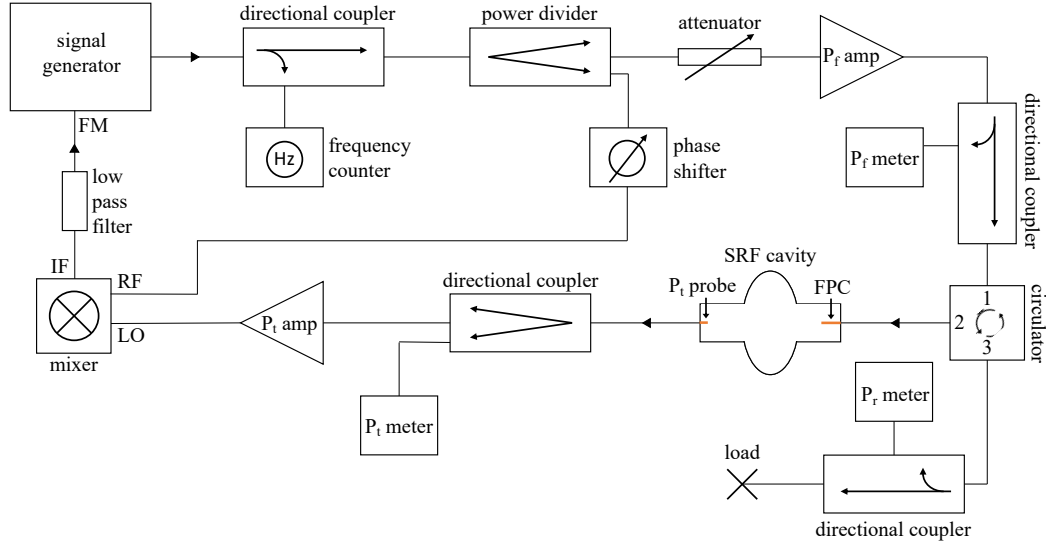 directional coupler
power divider
attenuator
signal
generator
P_f amp
FM
Hz
frequency
counter
phase
shifter
P_f meter
directional coupler
low
pass
filter
IF
RF
LO
mixer
P_t amp
directional coupler
P_t meter
SRF cavity
P_t probe
FPC
1
2
3
circulator
P_r meter
load
directional coupler